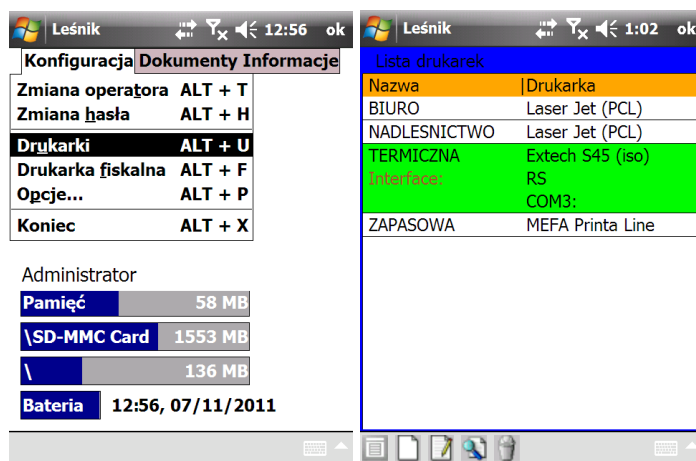 Leśnik 12:56 ok
Konfiguracja Dokumenty Informacje
Zmiana operatora ALT + T
Zmiana hasła ALT + H
Drukarki ALT + U
Drukarka fiskalna ALT + F
Opcje... ALT + P
Koniec ALT + X
Administrator
Pamięć 58 MB
\SD-MMC Card 1553 MB
\ 136 MB
Bateria 12:56, 07/11/2011
Leśnik 1:02 ok
Lista drukarek
Nazwa |Drukarka
BIURO Laser Jet (PCL)
NADLESNICTWO Laser Jet (PCL)
TERMICZNA Extech S45 (iso)
Interface: RS
COM3:
ZAPASOWA MEFA Printa Line